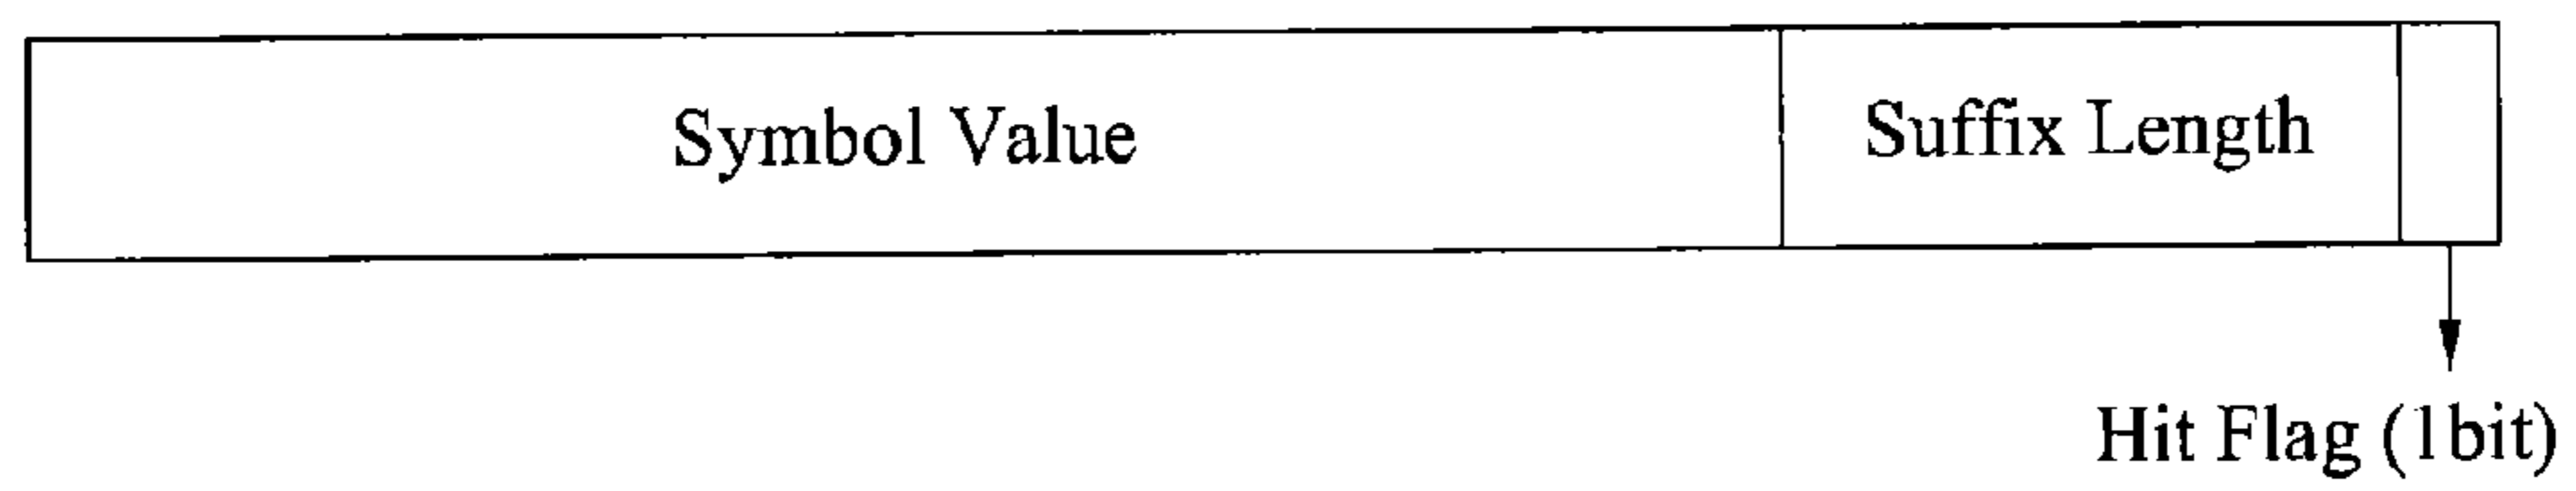 Symbol Value
Suffix Length
Hit Flag (1bit)